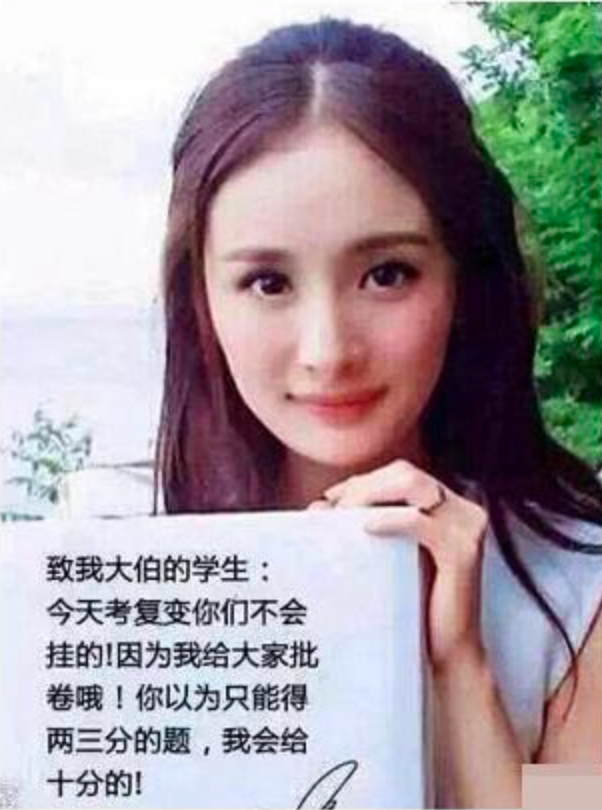 致我大伯的学生：
今天考复变你们不会
挂的!因为我给大家批
卷哦！你以为只能得
两三分的题，我会给
十分的!